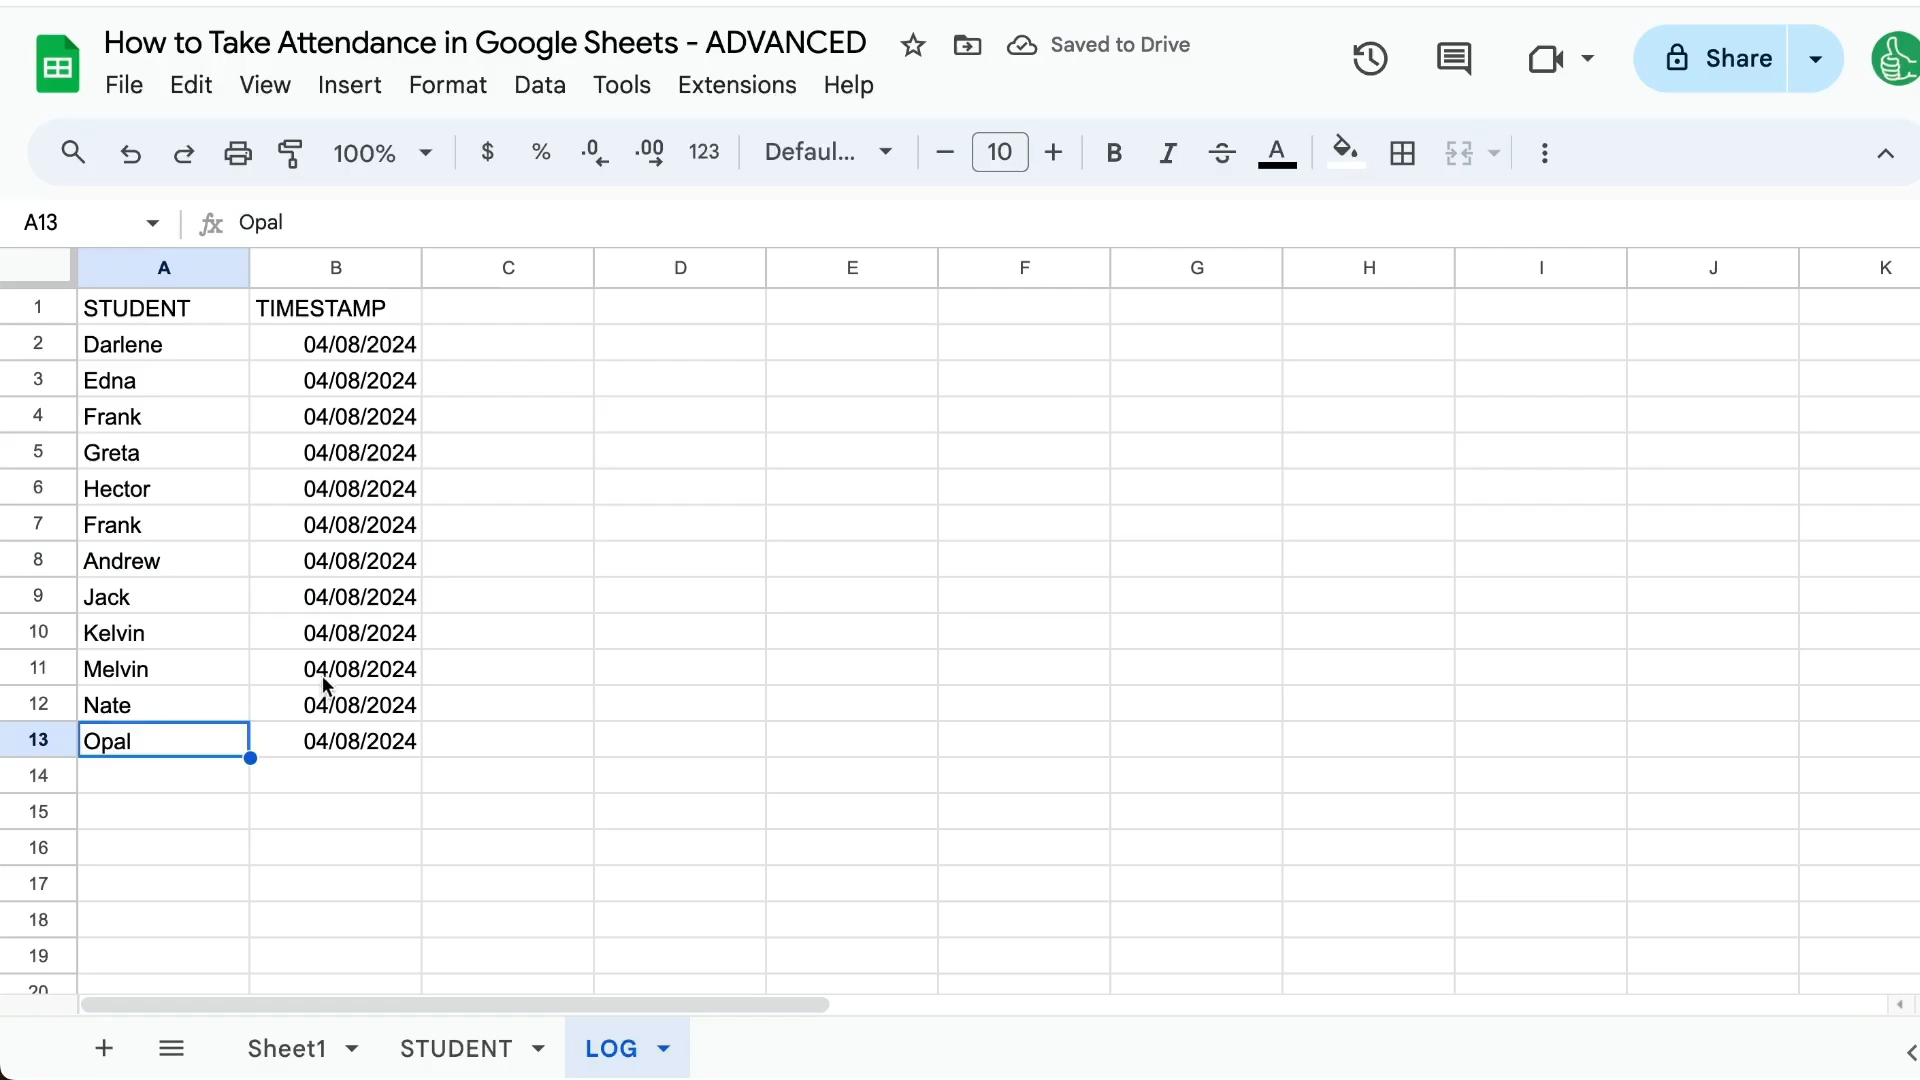 How to Take Attendance in Google Sheets - ADVANCED Saved to Drive
File Edit View Insert Format Data Tools Extensions Help
Share
100% $ % .0 .00 123 Defaul... 10 B I S A
A13 fx Opal
A B C D E F G H I J K
1 STUDENT TIMESTAMP
2 Darlene 04/08/2024
3 Edna 04/08/2024
4 Frank 04/08/2024
5 Greta 04/08/2024
6 Hector 04/08/2024
7 Frank 04/08/2024
8 Andrew 04/08/2024
9 Jack 04/08/2024
10 Kelvin 04/08/2024
11 Melvin 04/08/2024
12 Nate 04/08/2024
13 Opal 04/08/2024
14
15
16
17
18
19
20
Sheet1 STUDENT LOG